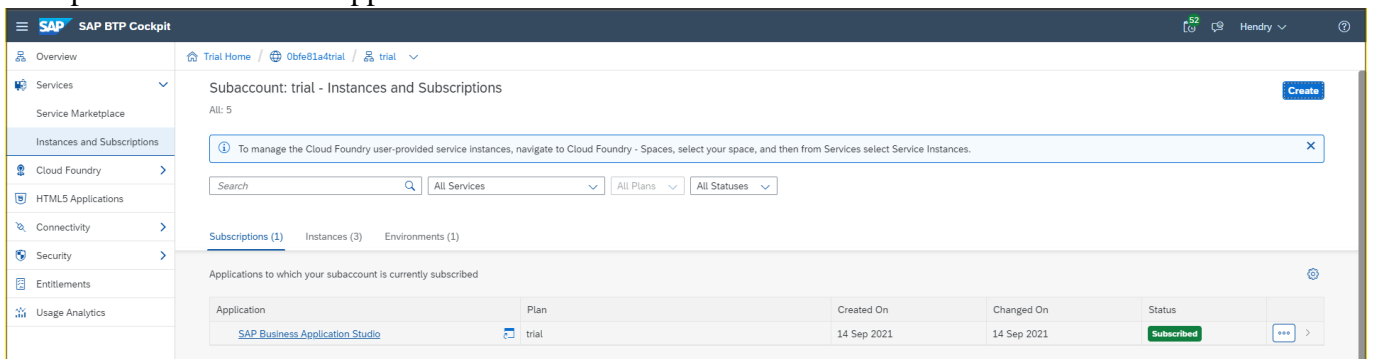 SAP SAP BTP Cockpit 52 Hendry
Overview
Services
Service Marketplace
Instances and Subscriptions
Cloud Foundry
HTML5 Applications
Connectivity
Security
Entitlements
Usage Analytics
Trial Home / 0bfe81a4trial / trial
Subaccount: trial - Instances and Subscriptions
Create
All: 5
To manage the Cloud Foundry user-provided service instances, navigate to Cloud Foundry - Spaces, select your space, and then from Services select Service Instances.
Search All Services All Plans All Statuses
Subscriptions (1) Instances (3) Environments (1)
Applications to which your subaccount is currently subscribed
Application Plan Created On Changed On Status
SAP Business Application Studio trial 14 Sep 2021 14 Sep 2021 Subscribed